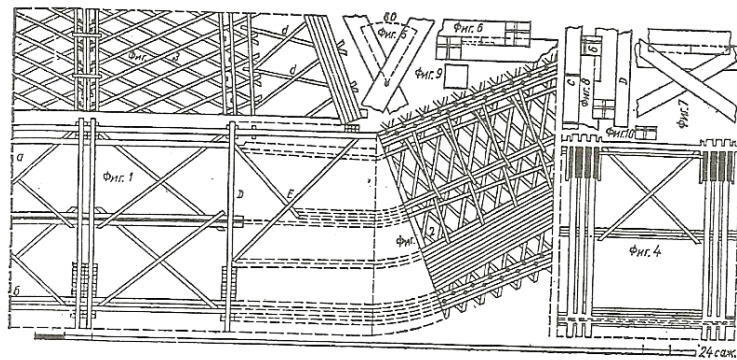 60
Фиг. 5
Фиг. 6
Фиг. 9
Фиг. 3
d
d
C
Фиг. 8
б
D
Фиг. 10
Фиг. 7
а
Фиг. 1
D
E
Фиг. 2
Фиг. 4
б
24 саж.